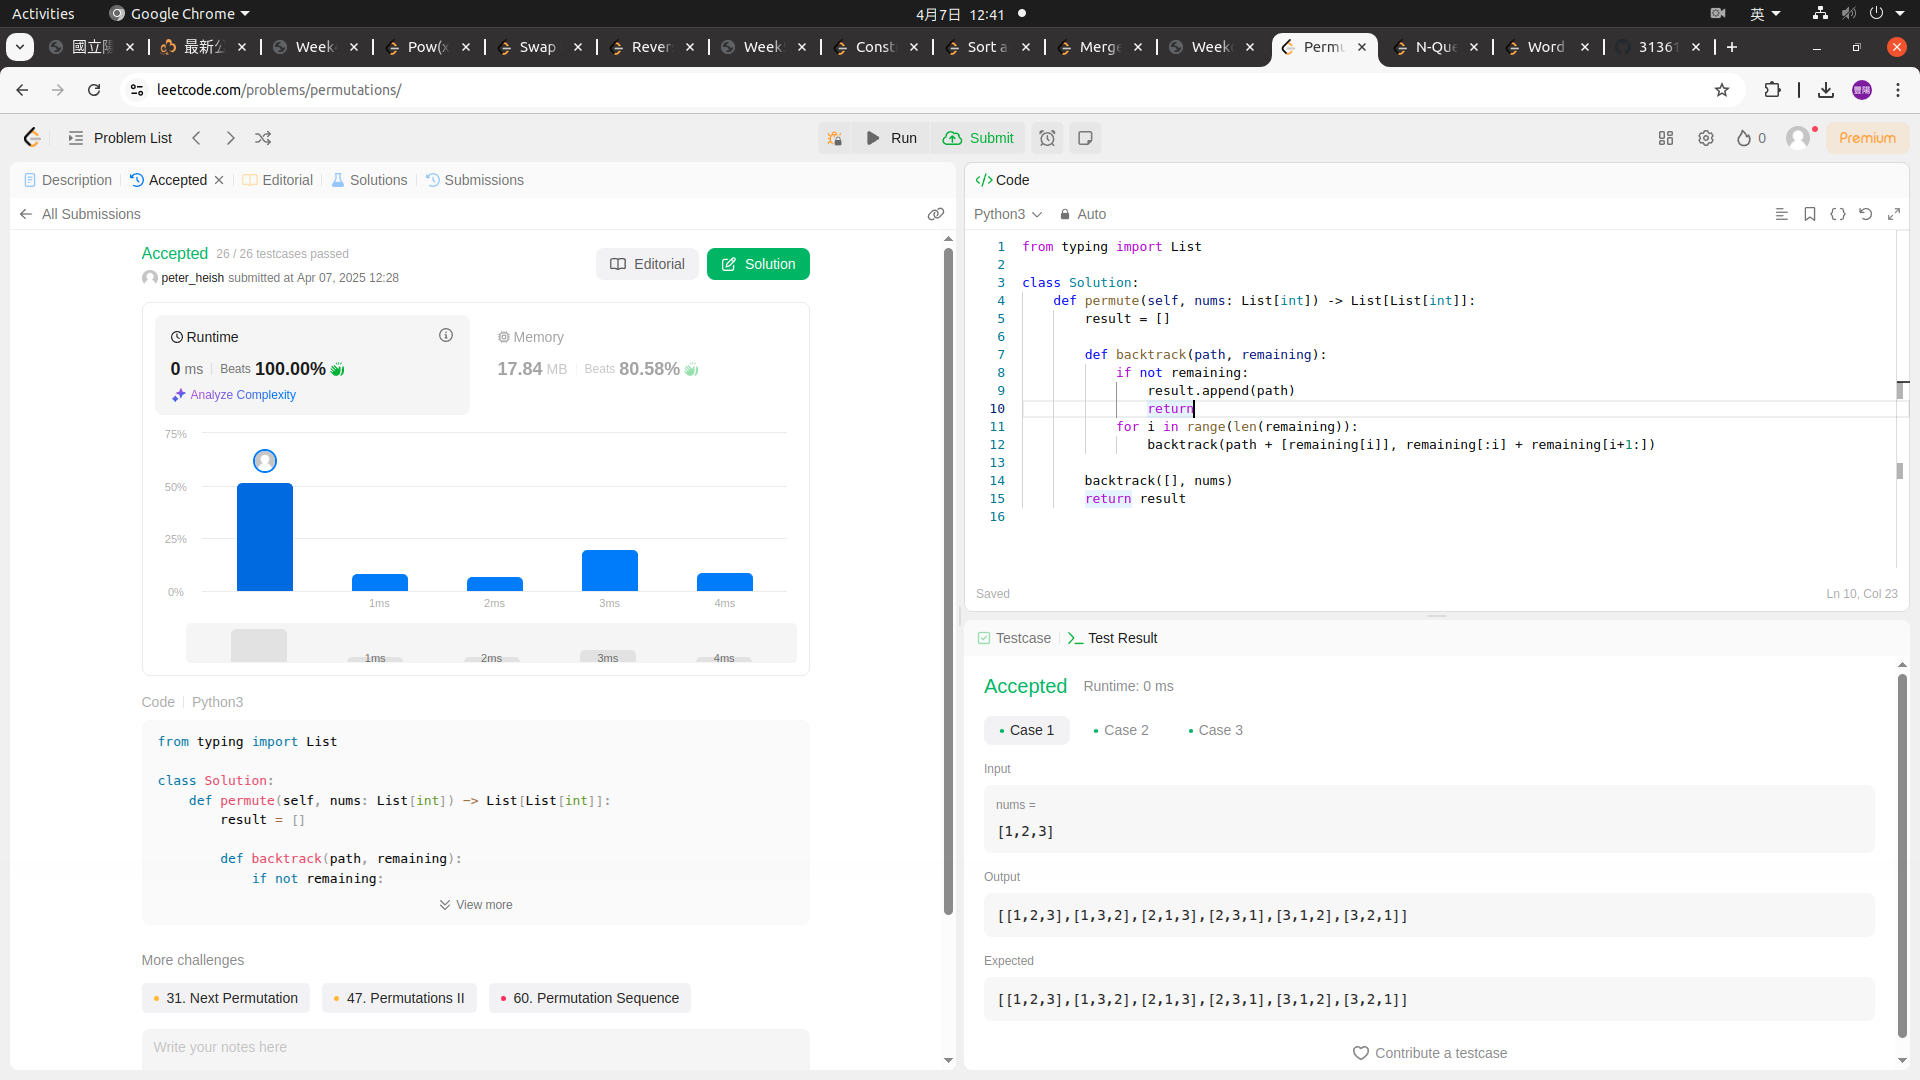 Activities
Google Chrome
4月7日 12:41
英
國立陽
最新公
Week4
Pow(x
Swap
Rever
Week5
Const
Sort a
Merge
Week
Permu
N-Que
Word
31361
leetcode.com/problems/permutations/
豐陽
Problem List
Run
Submit
0
Premium
Description
Accepted
Editorial
Solutions
Submissions
All Submissions
Accepted 26 / 26 testcases passed
peter_heish submitted at Apr 07, 2025 12:28
Editorial
Solution
Runtime
0 ms Beats 100.00%
Analyze Complexity
Memory
17.84 MB Beats 80.58%
75%
50%
25%
0%
1ms 2ms 3ms 4ms
1ms 2ms 3ms 4ms
Code Python3
from typing import List
class Solution:
    def permute(self, nums: List[int]) -> List[List[int]]:
        result = []
        def backtrack(path, remaining):
            if not remaining:
View more
More challenges
31. Next Permutation
47. Permutations II
60. Permutation Sequence
Write your notes here
Code
Python3
Auto
1 from typing import List
2
3 class Solution:
4     def permute(self, nums: List[int]) -> List[List[int]]:
5         result = []
6
7         def backtrack(path, remaining):
8             if not remaining:
9                 result.append(path)
10                 return
11             for i in range(len(remaining)):
12                 backtrack(path + [remaining[i]], remaining[:i] + remaining[i+1:])
13
14         backtrack([], nums)
15         return result
16
Saved
Ln 10, Col 23
Testcase
Test Result
Accepted Runtime: 0 ms
Case 1
Case 2
Case 3
Input
nums =
[1,2,3]
Output
[[1,2,3],[1,3,2],[2,1,3],[2,3,1],[3,1,2],[3,2,1]]
Expected
[[1,2,3],[1,3,2],[2,1,3],[2,3,1],[3,1,2],[3,2,1]]
Contribute a testcase